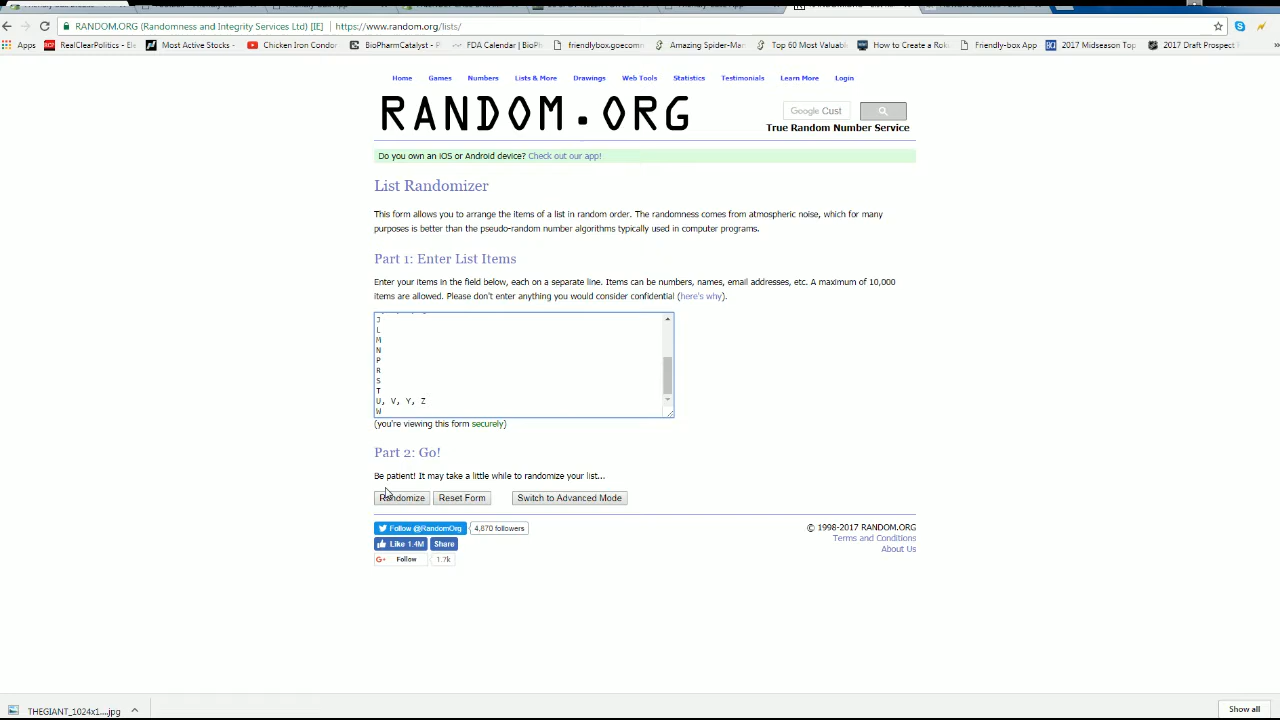 RANDOM.ORG (Randomness and Integrity Services Ltd) [IE] https://www.random.org/lists/
Apps RealClearPolitics - Ele Most Active Stocks - Chicken Iron Condor BioPharmCatalyst - P FDA Calendar | BioPh friendlybox.goecomm Amazing Spider-Man Top 60 Most Valuabl How to Create a Roku Friendly-box App 2017 Midseason Top 2017 Draft Prospect
Home Games Numbers Lists & More Drawings Web Tools Statistics Testimonials Learn More Login
RANDOM.ORG
Google Cust
True Random Number Service
Do you own an iOS or Android device? Check out our app!
List Randomizer
This form allows you to arrange the items of a list in random order. The randomness comes from atmospheric noise, which for many
purposes is better than the pseudo-random number algorithms typically used in computer programs.
Part 1: Enter List Items
Enter your items in the field below, each on a separate line. Items can be numbers, names, email addresses, etc. A maximum of 10,000
items are allowed. Please don't enter anything you would consider confidential (here's why).
J
L
M
N
P
R
S
T
U, V, Y, Z
W
(you're viewing this form securely)
Part 2: Go!
Be patient! It may take a little while to randomize your list...
Randomize Reset Form Switch to Advanced Mode
Follow @RandomOrg 4,870 followers
Like 1.4M Share
G+ Follow 1.7k
© 1998-2017 RANDOM.ORG
Terms and Conditions
About Us
THEGIANT_1024x1....jpg
Show all